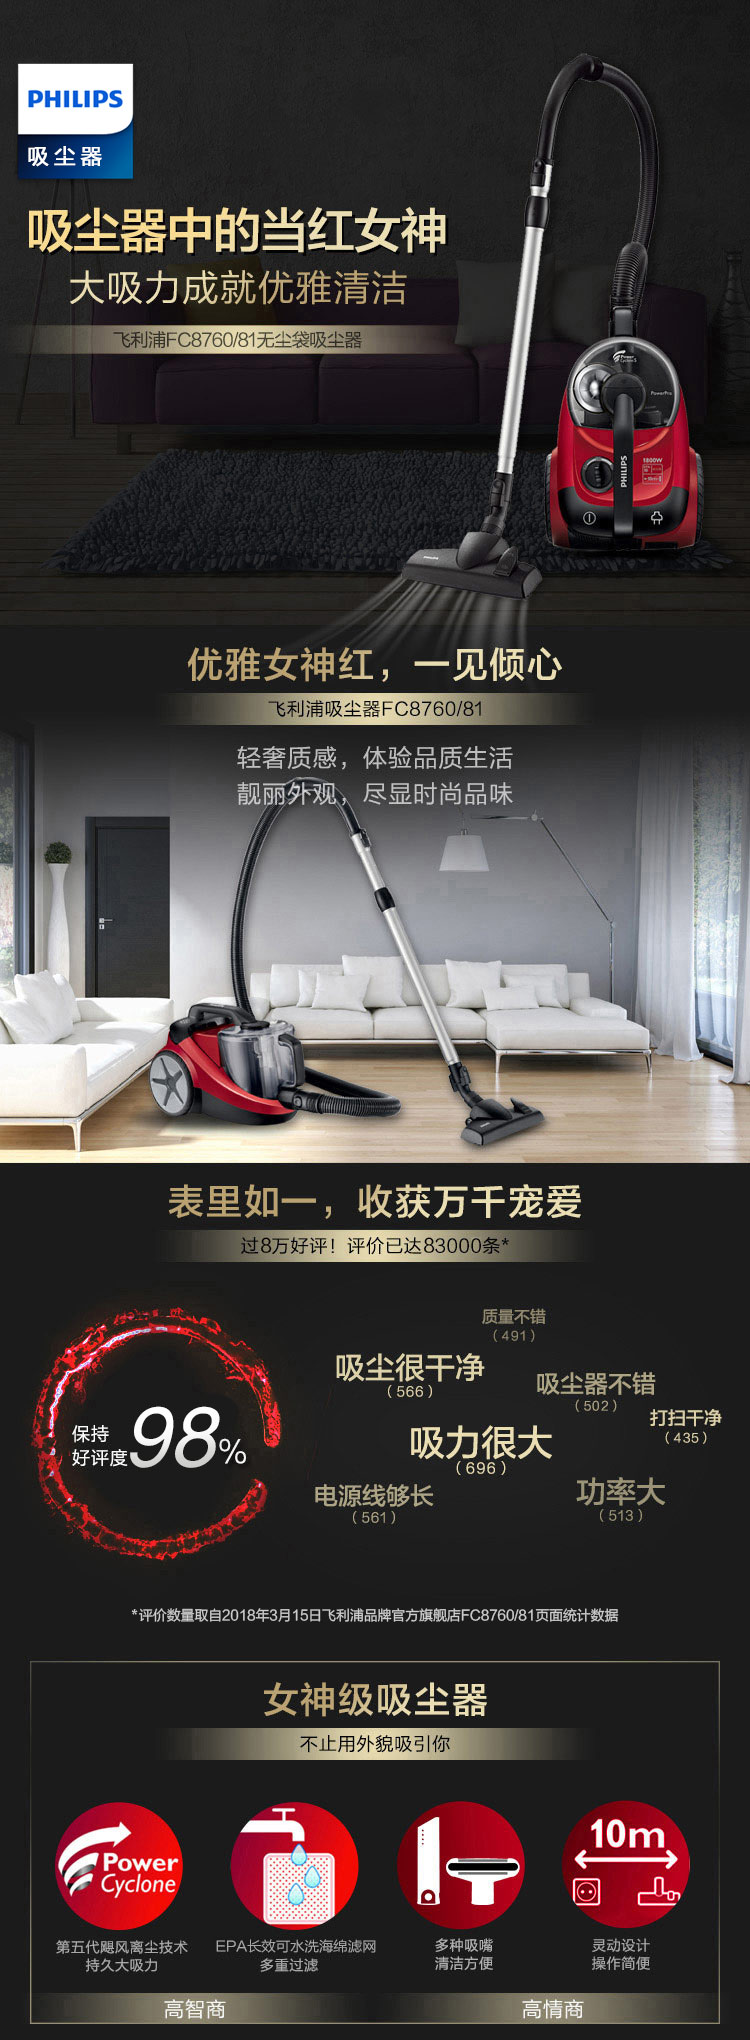 PHILIPS
吸尘器
吸尘器中的当红女神
大吸力成就优雅清洁
飞利浦FC8760/81无尘袋吸尘器
PowerPro
1800W
PHILIPS
优雅女神红，一见倾心
飞利浦吸尘器FC8760/81
轻奢质感，体验品质生活
靓丽外观，尽显时尚品味
表里如一，收获万千宠爱
过8万好评！评价已达83000条*
保持
好评度98%
质量不错
（491）
吸尘很干净
（566）
吸尘器不错
（502）
打扫干净
（435）
吸力很大
（696）
电源线够长
（561）
功率大
（513）
*评价数量取自2018年3月15日飞利浦品牌官方旗舰店FC8760/81页面统计数据
女神级吸尘器
不止用外貌吸引你
Power
Cyclone
第五代飓风离尘技术
持久大吸力
EPA长效可水洗海绵滤网
多重过滤
多种吸嘴
清洁方便
10m
灵动设计
操作简便
高智商
高情商